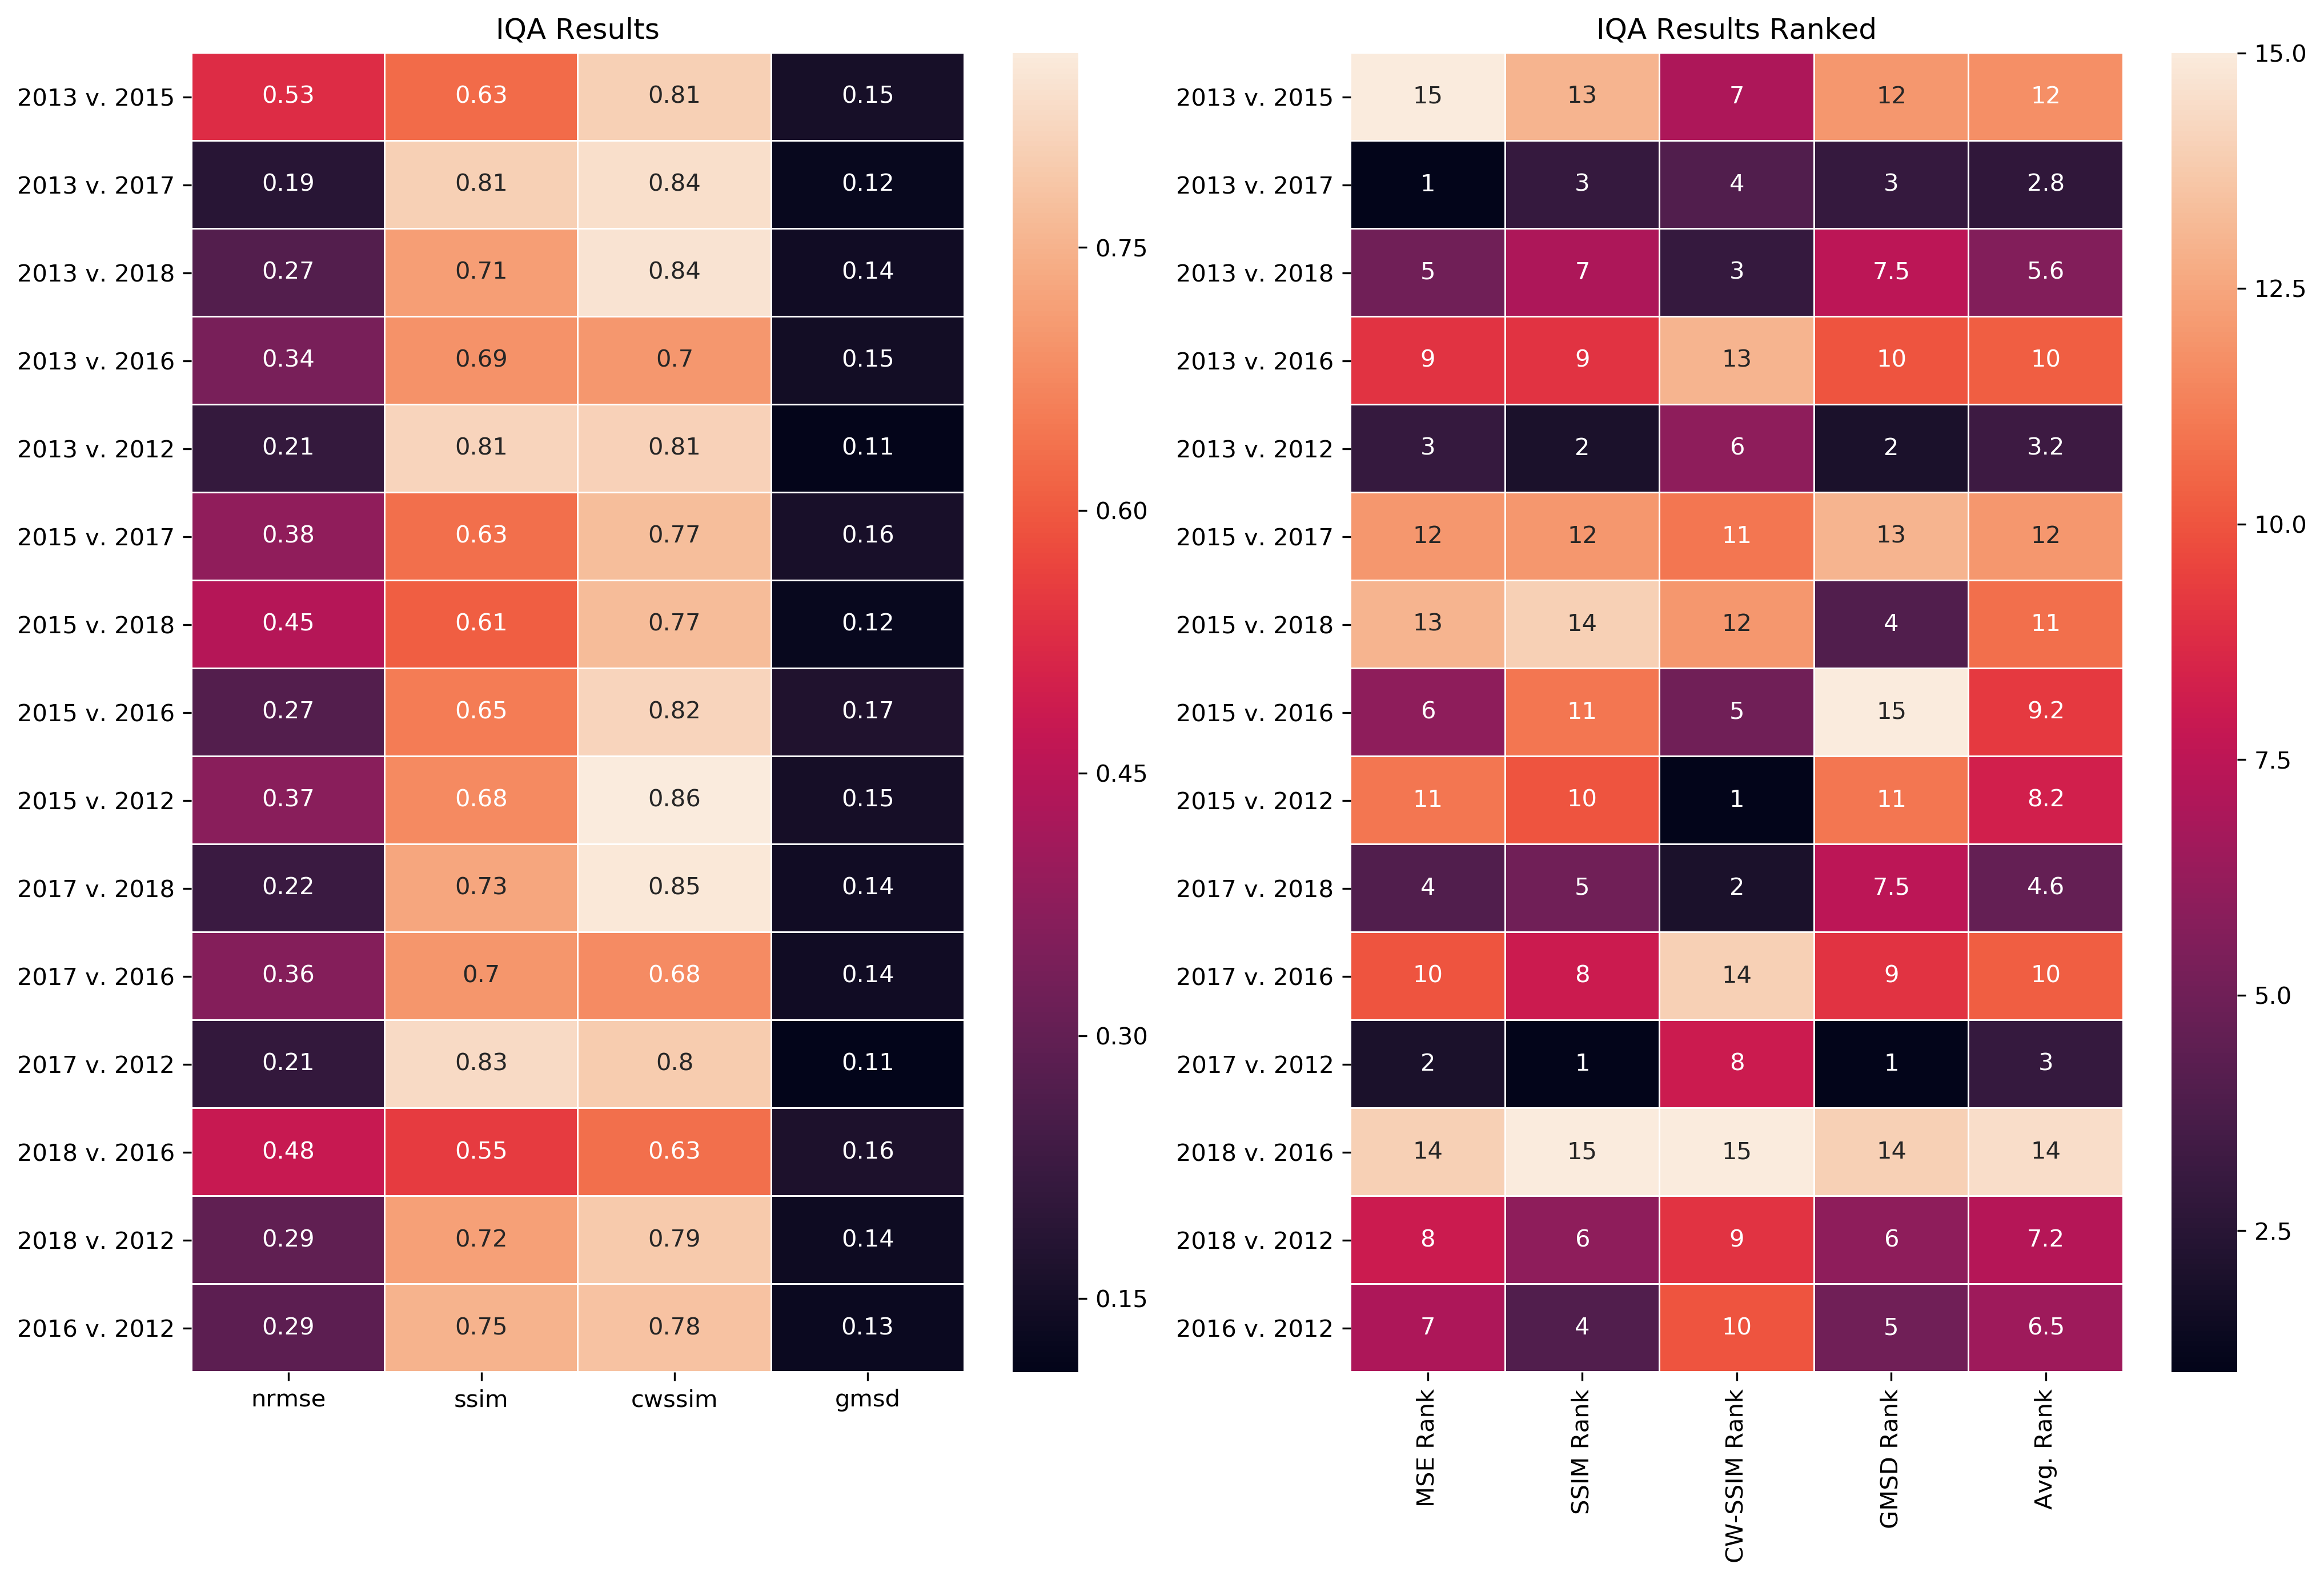 IQA Results
2013 v. 2015 0.53 0.63 0.81 0.15
2013 v. 2017 0.19 0.81 0.84 0.12
2013 v. 2018 0.27 0.71 0.84 0.14
2013 v. 2016 0.34 0.69 0.7 0.15
2013 v. 2012 0.21 0.81 0.81 0.11
2015 v. 2017 0.38 0.63 0.77 0.16
2015 v. 2018 0.45 0.61 0.77 0.12
2015 v. 2016 0.27 0.65 0.82 0.17
2015 v. 2012 0.37 0.68 0.86 0.15
2017 v. 2018 0.22 0.73 0.85 0.14
2017 v. 2016 0.36 0.7 0.68 0.14
2017 v. 2012 0.21 0.83 0.8 0.11
2018 v. 2016 0.48 0.55 0.63 0.16
2018 v. 2012 0.29 0.72 0.79 0.14
2016 v. 2012 0.29 0.75 0.78 0.13
nrmse ssim cwssim gmsd
0.75
0.60
0.45
0.30
0.15
IQA Results Ranked
2013 v. 2015 15 13 7 12 12
2013 v. 2017 1 3 4 3 2.8
2013 v. 2018 5 7 3 7.5 5.6
2013 v. 2016 9 9 13 10 10
2013 v. 2012 3 2 6 2 3.2
2015 v. 2017 12 12 11 13 12
2015 v. 2018 13 14 12 4 11
2015 v. 2016 6 11 5 15 9.2
2015 v. 2012 11 10 1 11 8.2
2017 v. 2018 4 5 2 7.5 4.6
2017 v. 2016 10 8 14 9 10
2017 v. 2012 2 1 8 1 3
2018 v. 2016 14 15 15 14 14
2018 v. 2012 8 6 9 6 7.2
2016 v. 2012 7 4 10 5 6.5
MSE Rank
SSIM Rank
CW-SSIM Rank
GMSD Rank
Avg. Rank
15.0
12.5
10.0
7.5
5.0
2.5